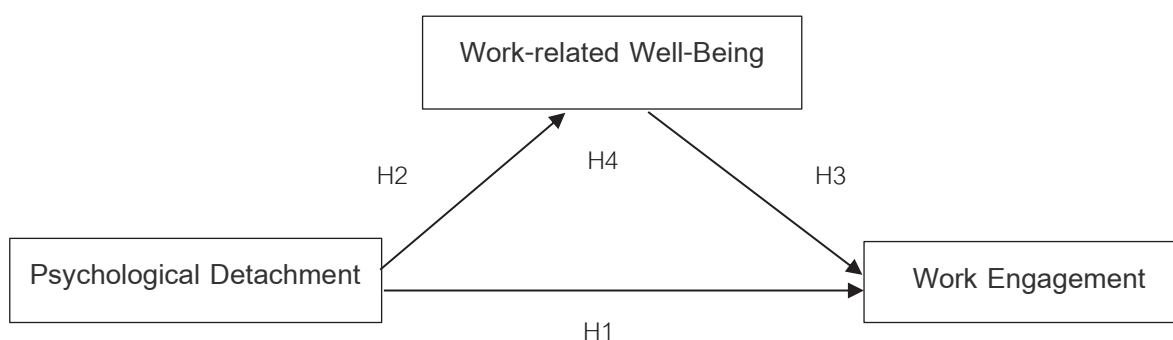 Work-related Well-Being
H4
H2
H3
Psychological Detachment
Work Engagement
H1